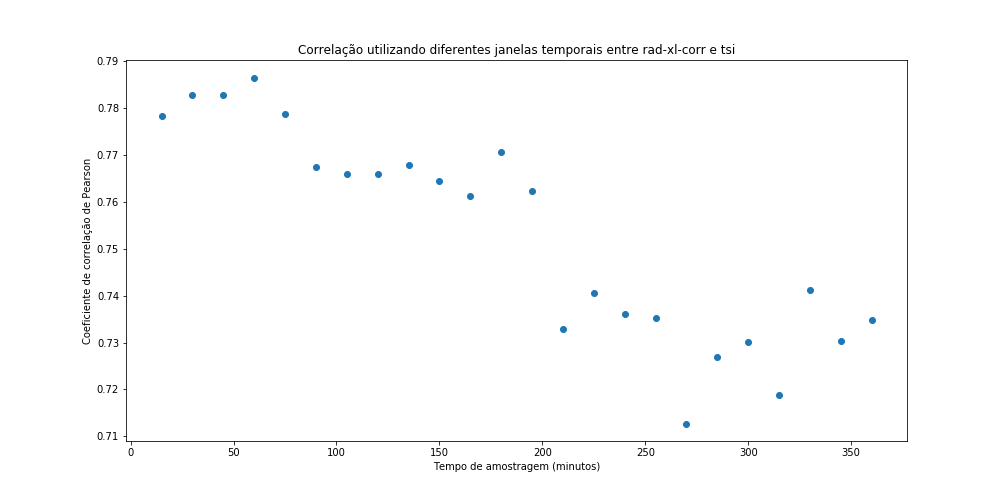 Correlação utilizando diferentes janelas temporais entre rad-xl-corr e tsi
0.79
0.78
0.77
0.76
0.75
0.74
0.73
0.72
0.71
Coeficiente de correlação de Pearson
0 50 100 150 200 250 300 350
Tempo de amostragem (minutos)